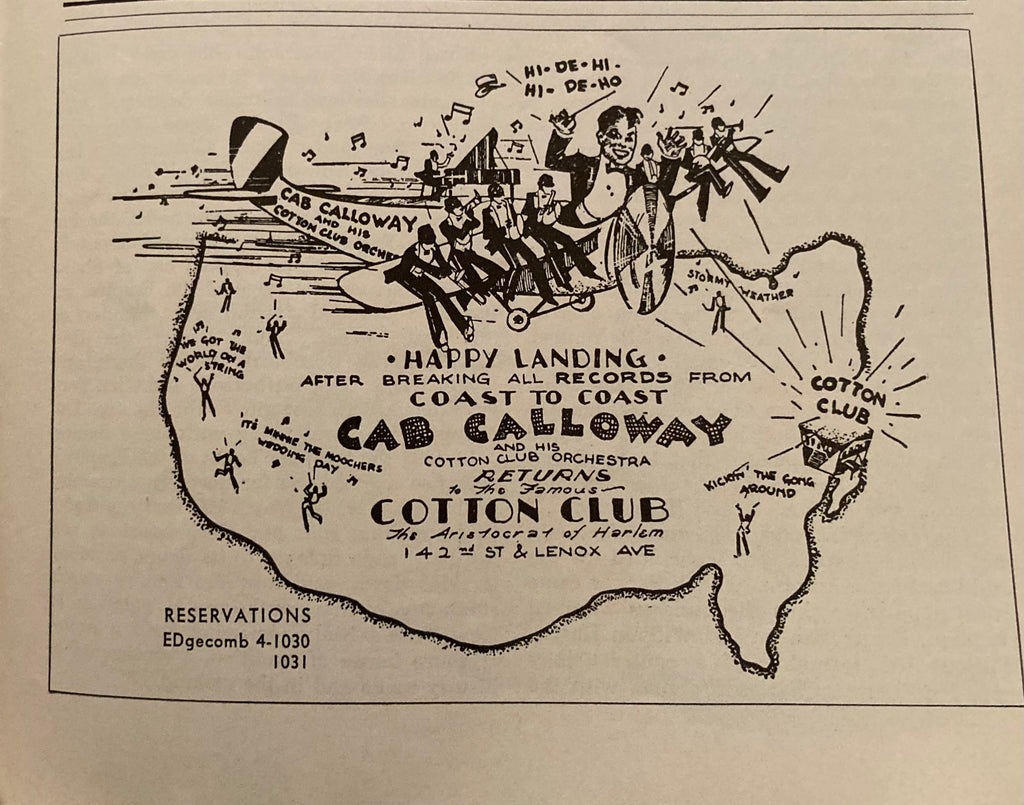 HI-DE-HI-
HI-DE-HO
CAB CALLOWAY
AND HIS
COTTON CLUB ORCHE
STORMY WEATHER
I'VE GOT THE
WORLD ON A
STRING
IT'S MINNIE THE MOOCHERS
WEDDING DAY
COTTON
CLUB
KICKIN' THE GONG
AROUND
• HAPPY LANDING •
AFTER BREAKING ALL RECORDS FROM
COAST TO COAST
CAB CALLOWAY
AND HIS
COTTON CLUB ORCHESTRA
RETURNS
to The Famous
COTTON CLUB
The Aristocrat of Harlem
142nd ST & LENOX AVE
RESERVATIONS
EDgecomb 4-1030
1031